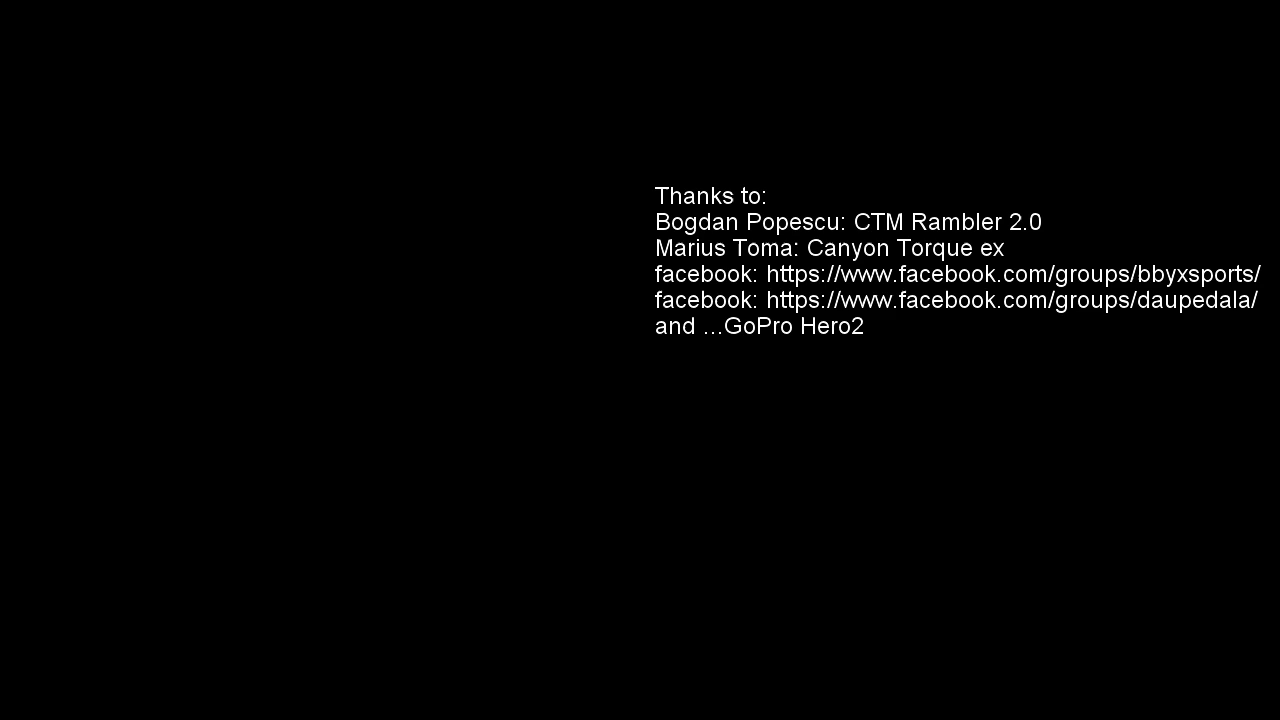 Thanks to:
Bogdan Popescu: CTM Rambler 2.0
Marius Toma: Canyon Torque ex
facebook: https://www.facebook.com/groups/bbyxsports/
facebook: https://www.facebook.com/groups/daupedala/
and ...GoPro Hero2